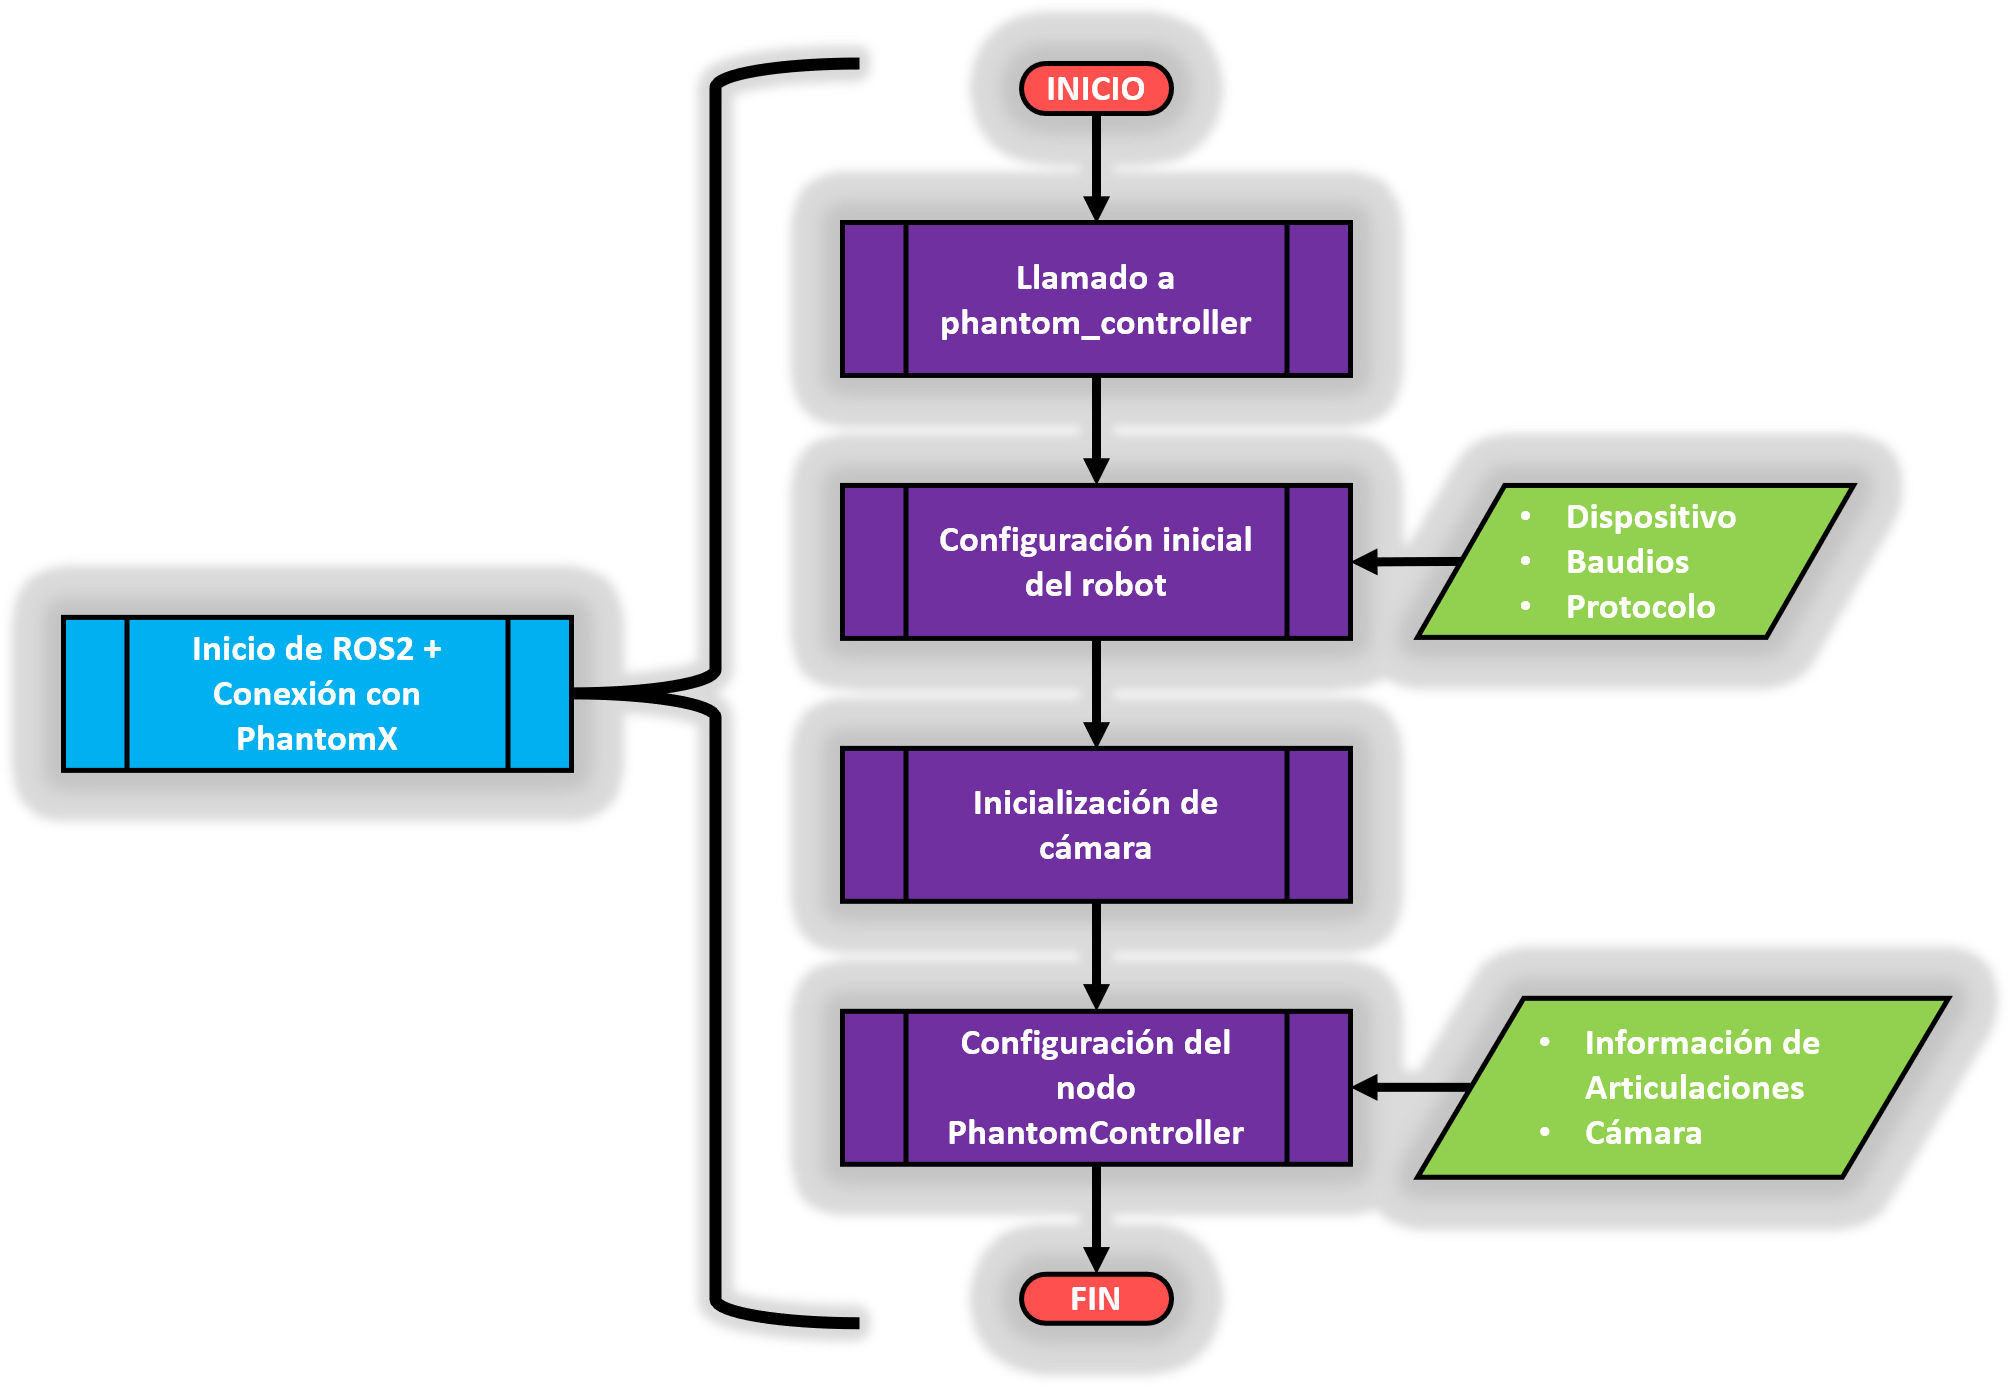 INICIO
Llamado a
phantom_controller
Configuración inicial
del robot
• Dispositivo
• Baudios
• Protocolo
Inicio de ROS2 +
Conexión con
PhantomX
Inicialización de
cámara
Configuración del
nodo
PhantomController
• Información de
Articulaciones
• Cámara
FIN